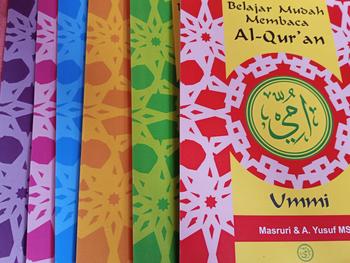 Belajar Mudah
Membaca
Al-Qur'an
أمي
Ummi
Masruri & A. Yusuf MS